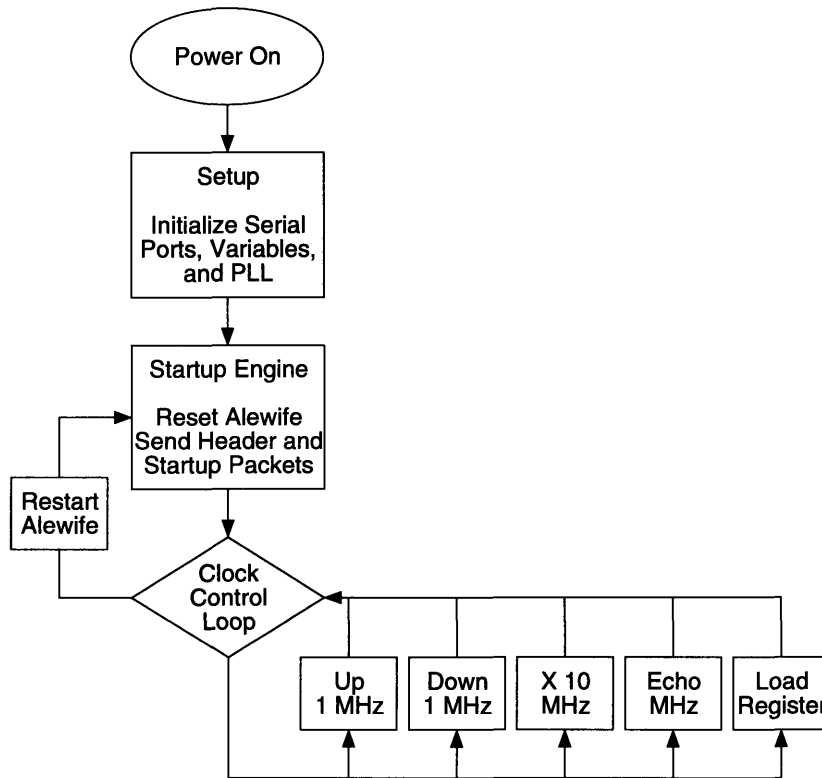 Power On
Setup
Initialize Serial
Ports, Variables,
and PLL
Startup Engine
Reset Alewife
Send Header and
Startup Packets
Restart
Alewife
Clock
Control
Loop
Up
1 MHz
Down
1 MHz
X 10
MHz
Echo
MHz
Load
Register